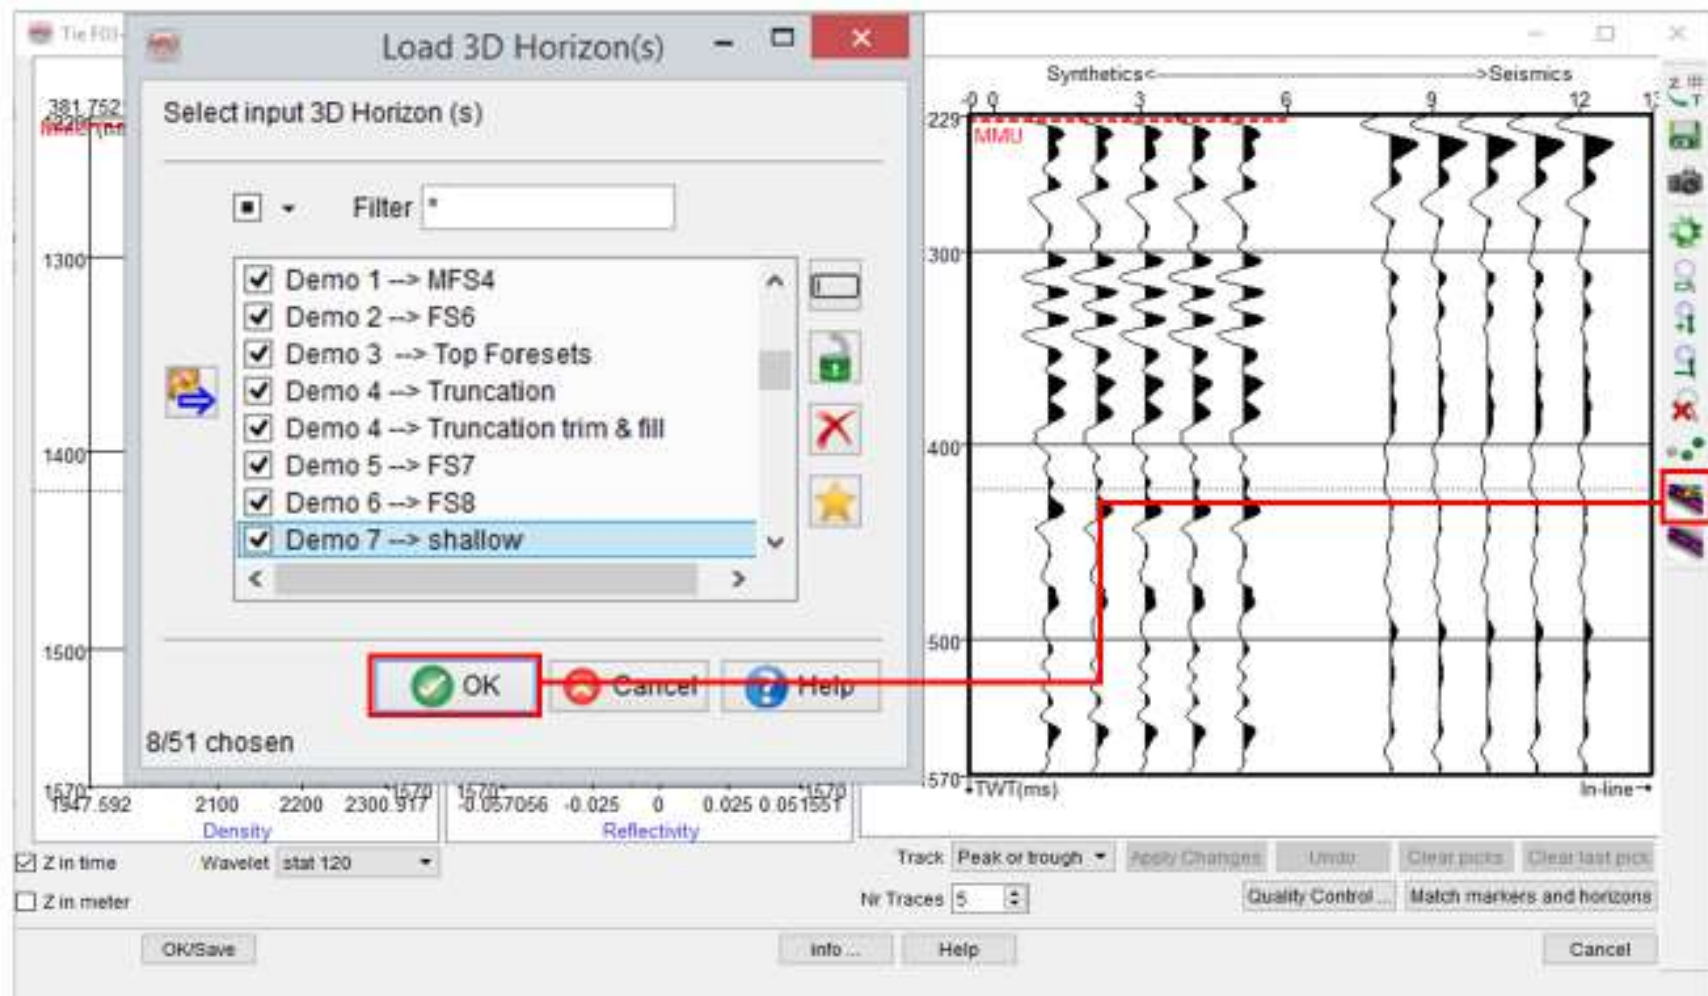 Tie F03-
Load 3D Horizon(s)
Select input 3D Horizon (s)
Filter *
Demo 1 --> MFS4
Demo 2 --> FS6
Demo 3 --> Top Foresets
Demo 4 --> Truncation
Demo 4 --> Truncation trim & fill
Demo 5 --> FS7
Demo 6 --> FS8
Demo 7 --> shallow
OK Cancel Help
8/51 chosen
381.752
1300
1400
1500
1570
1947.592 2100 2200 2300.917
Density
1570
-0.057056 -0.025 0 0.025 0.051551
1570
Reflectivity
Synthetics<
>Seismics
0 3 6 9 12
229
MMU
300
400
500
570
TWT(ms)
In-line
Z in time
Wavelet stat 120
Track Peak or trough Apply Changes Undo Clear picks Clear last pick
Z in meter
Nr Traces 5 Quality Control ... Match markers and horizons
OK/Save Info ... Help Cancel